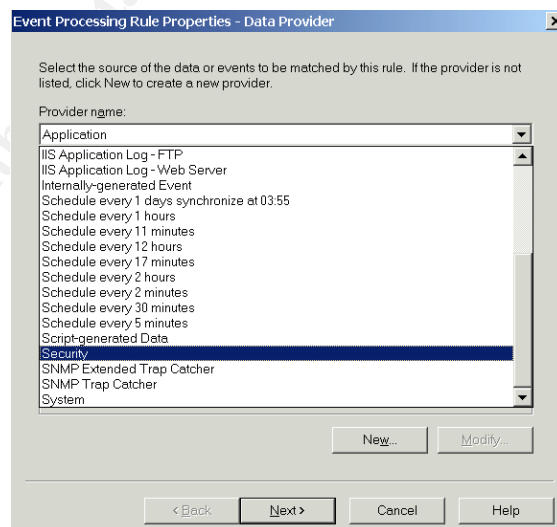 Event Processing Rule Properties - Data Provider
Select the source of the data or events to be matched by this rule. If the provider is not
listed, click New to create a new provider.
Provider name:
Application
IIS Application Log - FTP
IIS Application Log - Web Server
Internally-generated Event
Schedule every 1 days synchronize at 03:55
Schedule every 1 hours
Schedule every 11 minutes
Schedule every 12 hours
Schedule every 17 minutes
Schedule every 2 hours
Schedule every 2 minutes
Schedule every 30 minutes
Schedule every 5 minutes
Script-generated Data
Security
SNMP Extended Trap Catcher
SNMP Trap Catcher
System
New... Modify...
< Back Next > Cancel Help